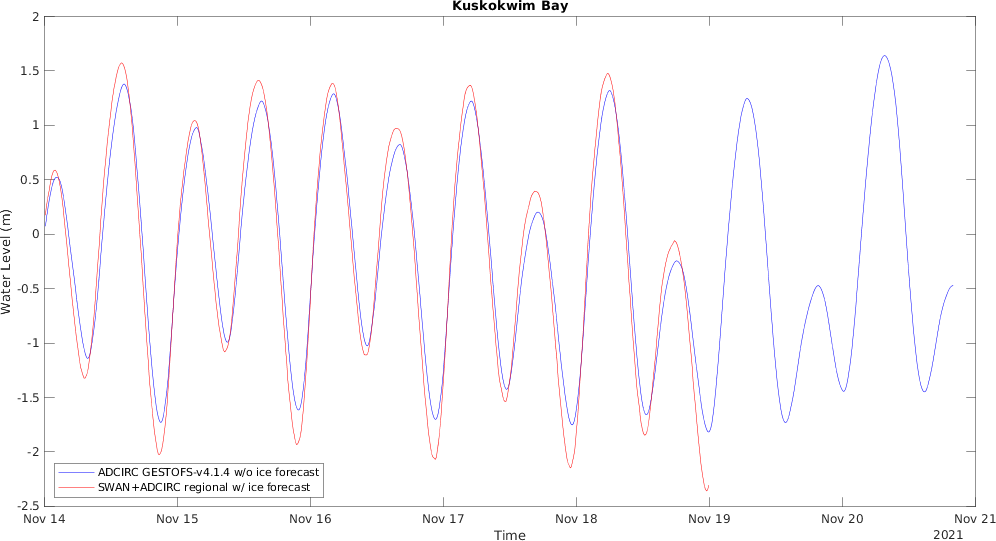 Kuskokwim Bay
2
1.5
1
0.5
0
-0.5
-1
-1.5
-2
-2.5
Water Level (m)
ADCIRC GESTOFS-v4.1.4 w/o ice forecast
SWAN+ADCIRC regional w/ ice forecast
Nov 14 Nov 15 Nov 16 Nov 17 Nov 18 Nov 19 Nov 20 Nov 21
Time
2021